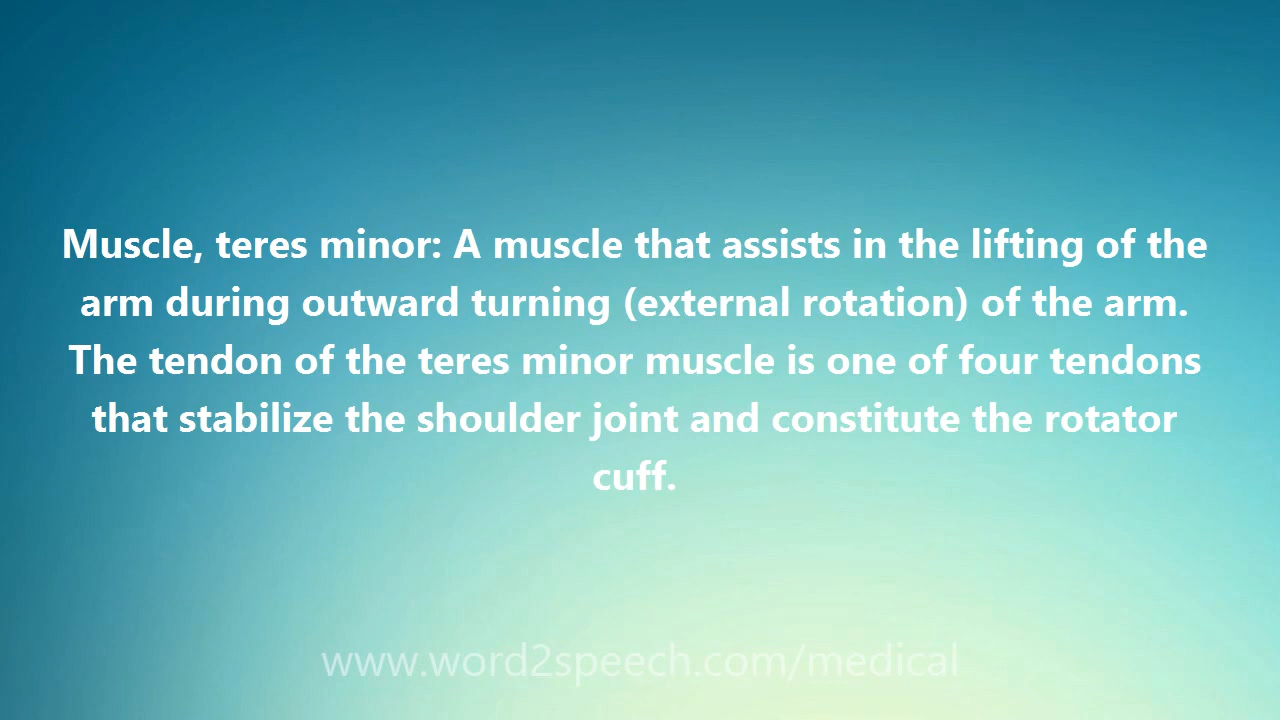 Muscle, teres minor: A muscle that assists in the lifting of the
arm during outward turning (external rotation) of the arm.
The tendon of the teres minor muscle is one of four tendons
that stabilize the shoulder joint and constitute the rotator
cuff.
www.word2speech.com/medical